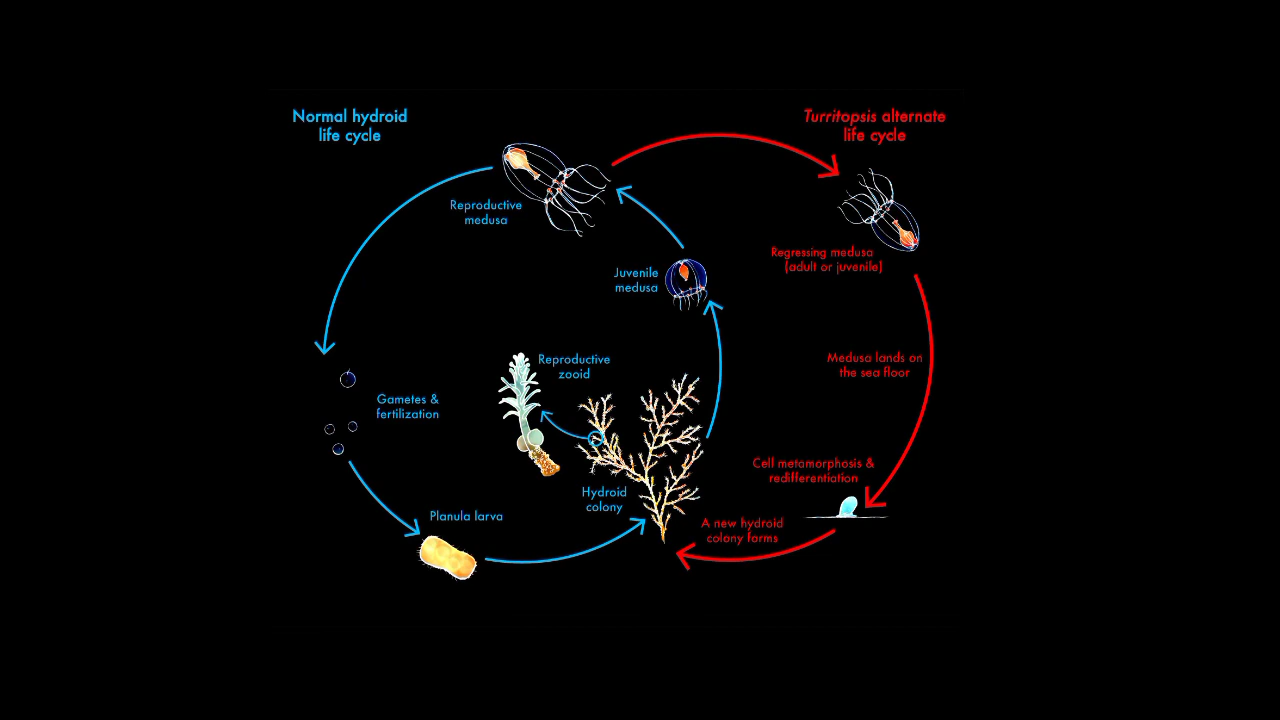 Normal hydroid
life cycle
Turritopsis alternate
life cycle
Reproductive
medusa
Regressing medusa
(adult or juvenile)
Juvenile
medusa
Medusa lands on
the sea floor
Reproductive
zooid
Gametes &
fertilization
Cell metamorphosis &
redifferentiation
Hydroid
colony
Planula larva
A new hydroid
colony forms